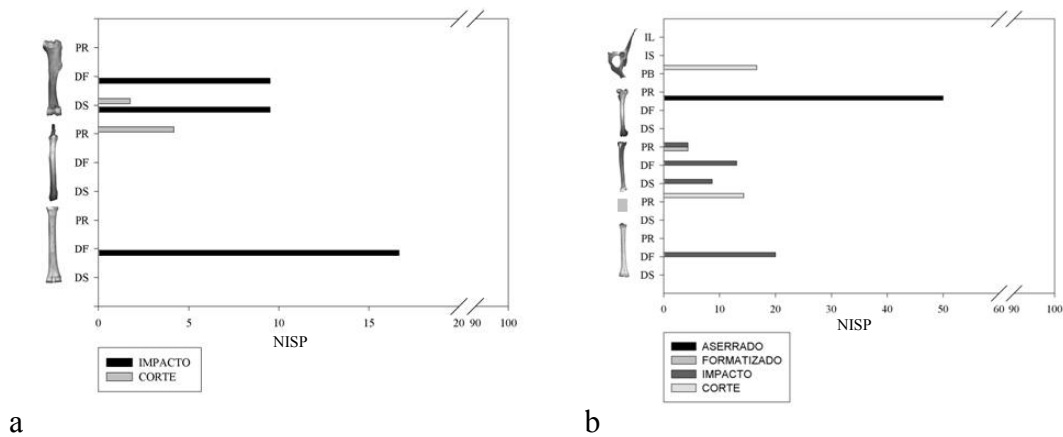 PR
DF
DS
PR
DF
DS
PR
DF
DS
0 5 10 15 20 90 100
NISP
IMPACTO
CORTE
a
IL
IS
PB
PR
DF
DS
PR
DF
DS
PR
DS
PR
DF
DS
0 10 20 30 40 50 60 90 100
NISP
ASERRADO
FORMATIZADO
IMPACTO
CORTE
b